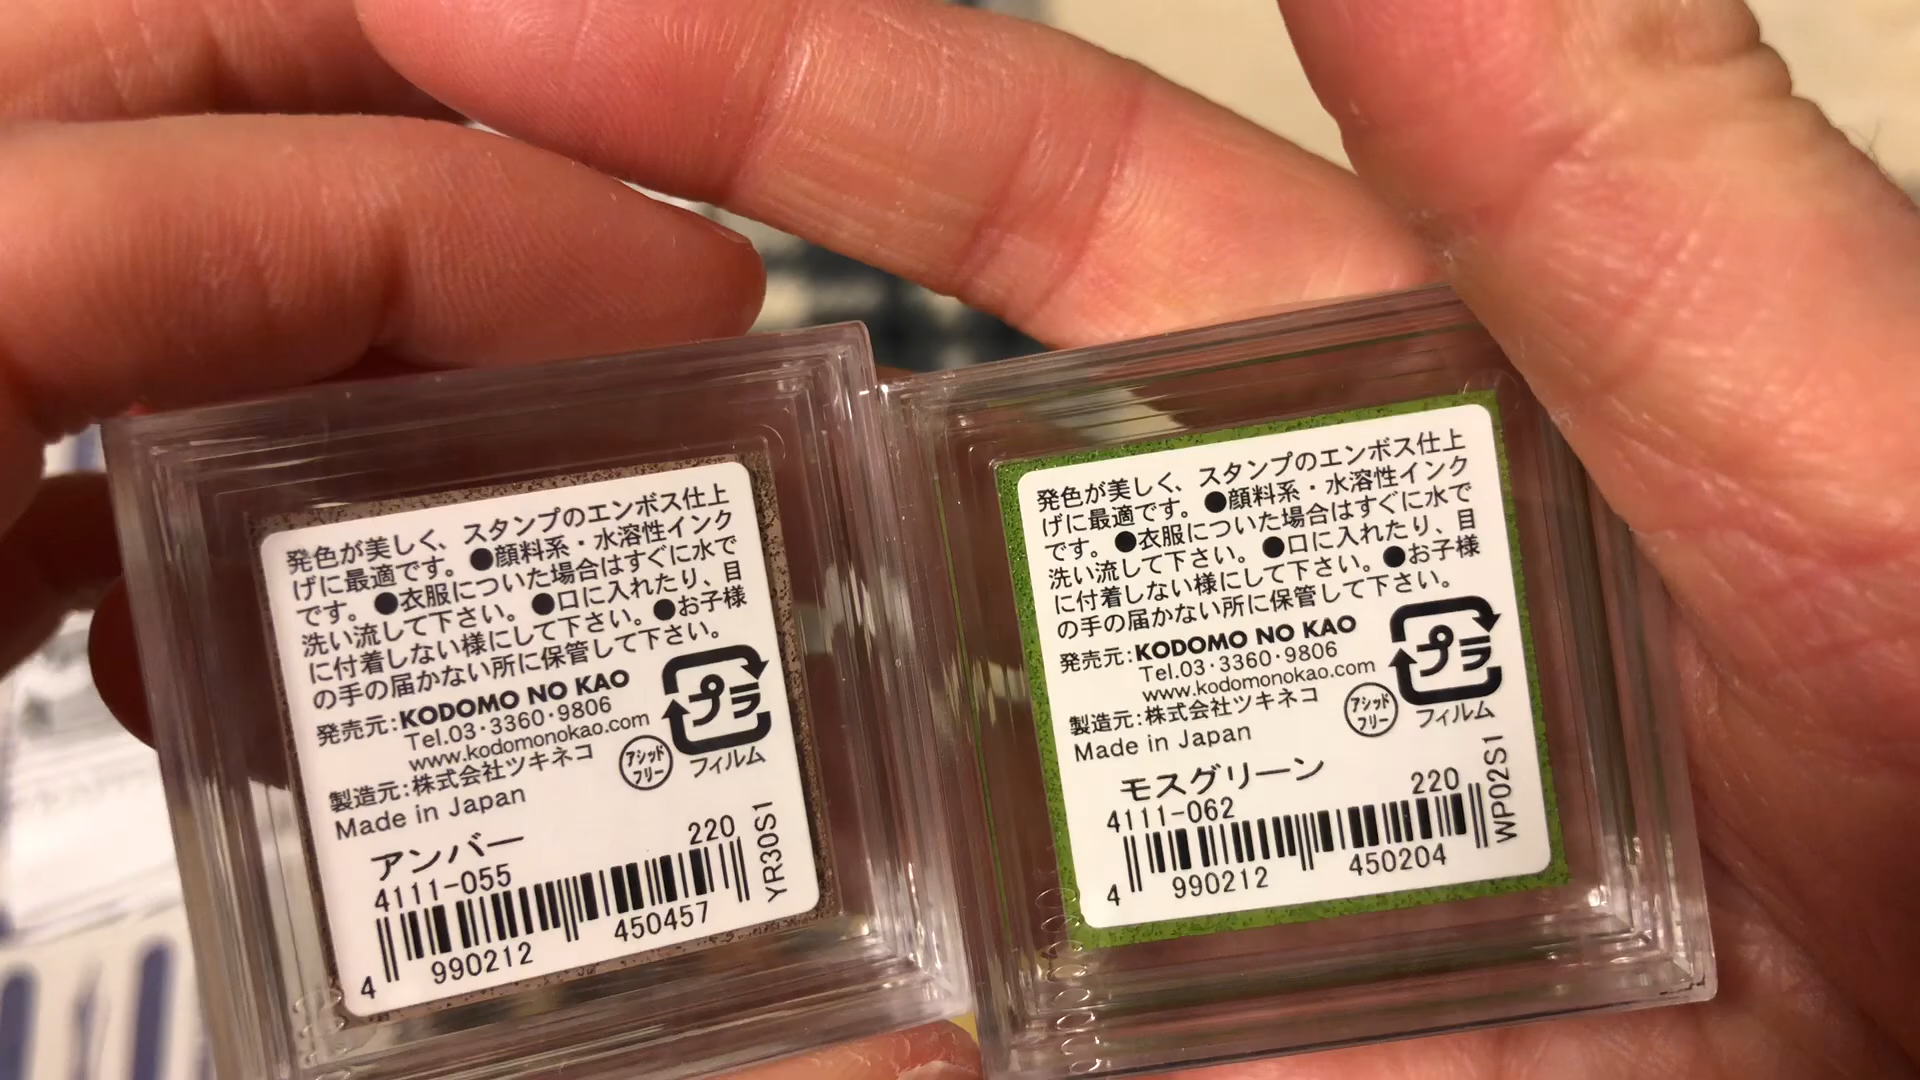 発色が美しく、スタンプのエンボス仕上
げに最適です。●顔料系・水溶性インク
です。●衣服についた場合はすぐに水で
洗い流して下さい。●口に入れたり、目
に付着しない様にして下さい。●お子様
の手の届かない所に保管して下さい。
発売元:KODOMO NO KAO
Tel.03・3360・9806
www.kodomonokao.com
製造元:株式会社ツキネコ
Made in Japan
アシッド
フリー
プラ
フィルム
アンバー
4111-055
220
YR30S1
4 990212 450457
発色が美しく、スタンプのエンボス仕上
げに最適です。●顔料系・水溶性インク
です。●衣服についた場合はすぐに水で
洗い流して下さい。●口に入れたり、目
に付着しない様にして下さい。●お子様
の手の届かない所に保管して下さい。
発売元:KODOMO NO KAO
Tel.03・3360・9806
www.kodomonokao.com
製造元:株式会社ツキネコ
Made in Japan
アシッド
フリー
プラ
フィルム
モスグリーン
4111-062
220
WP02S1
4 990212 450204